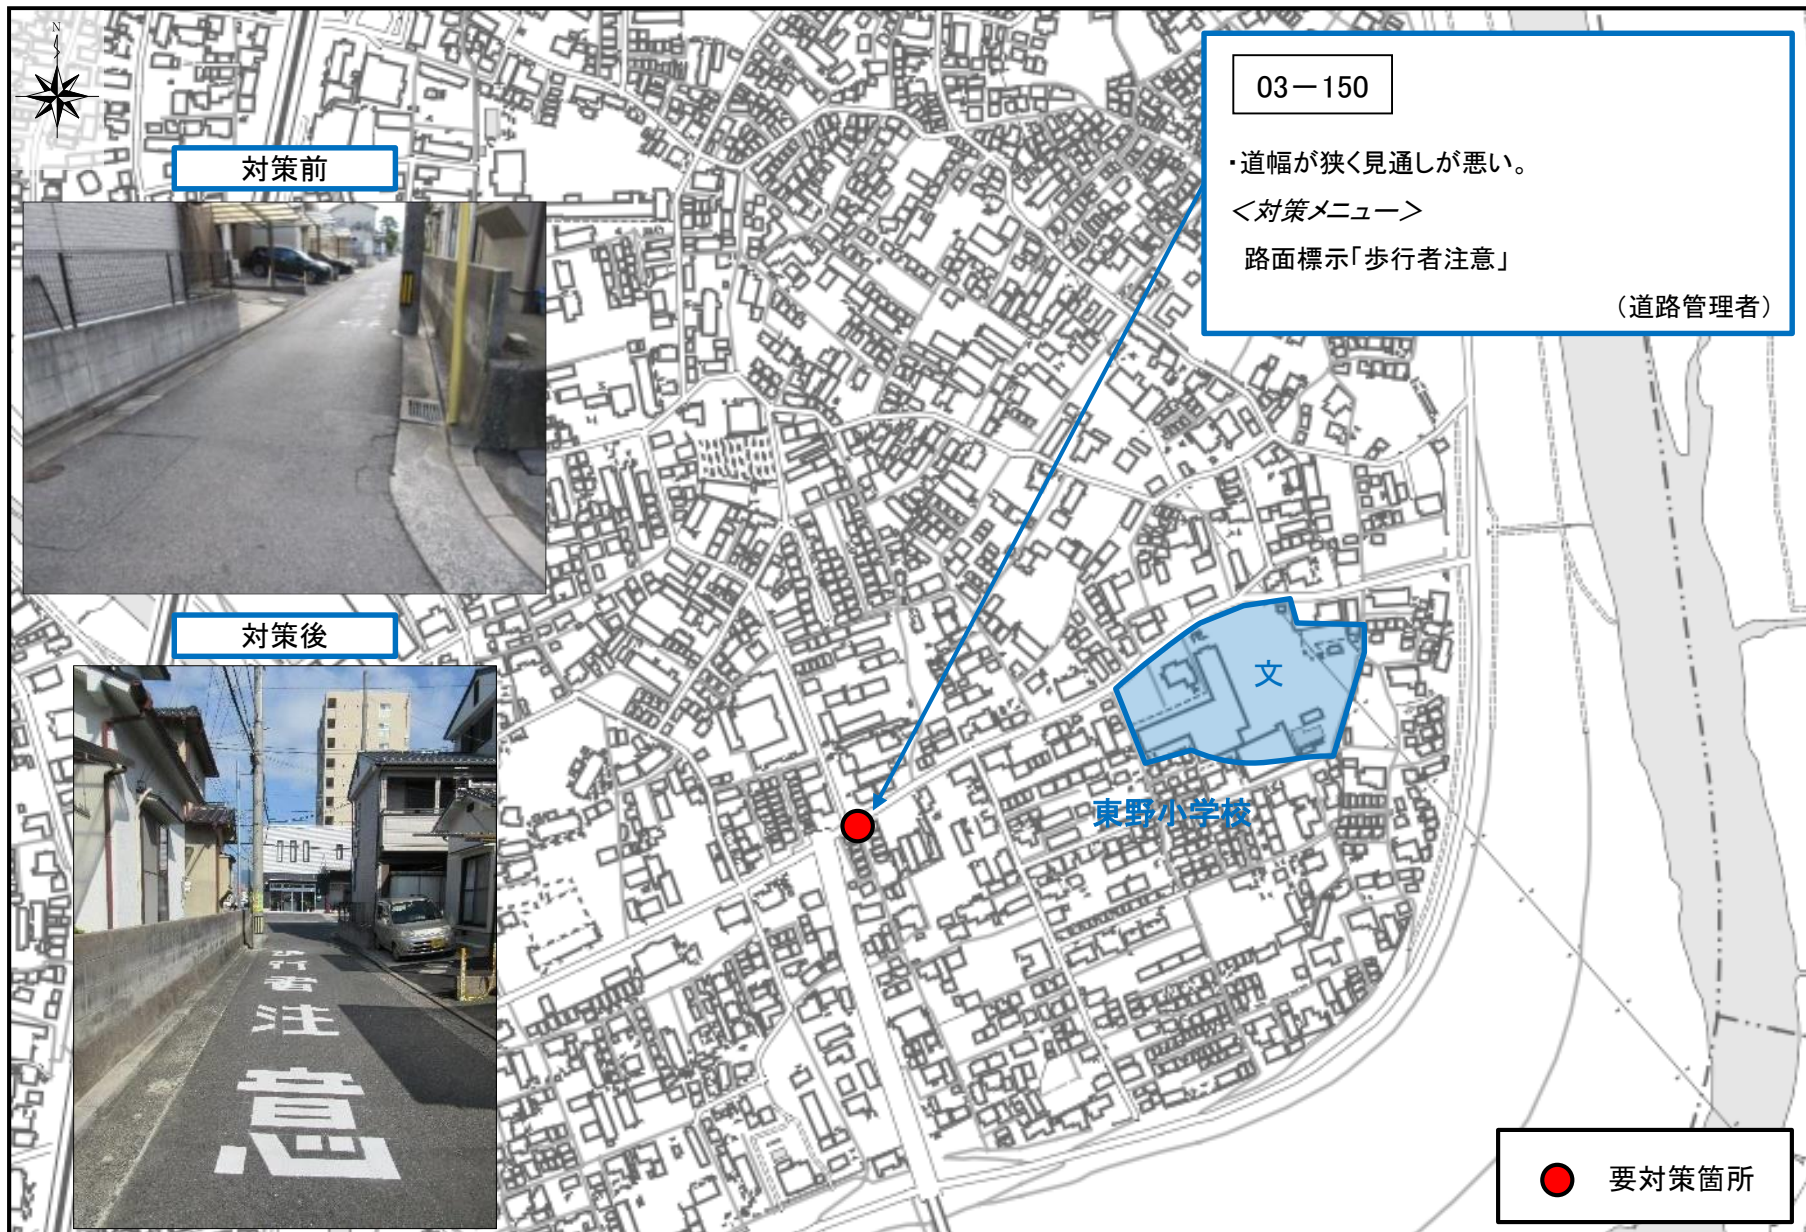 N
03－150
・道幅が狭く見通しが悪い。
＜対策メニュー＞
路面標示「歩行者注意」
（道路管理者）
対策前
対策後
行者注意
文
東野小学校
要対策箇所